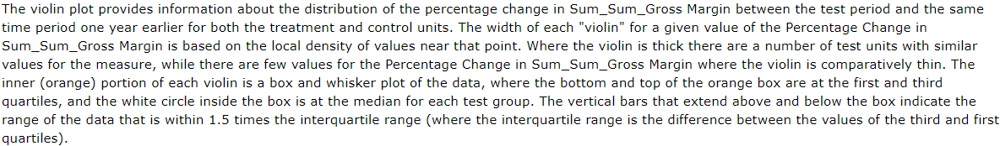 The violin plot provides information about the distribution of the percentage change in Sum_Sum_Gross Margin between the test period and the same
time period one year earlier for both the treatment and control units. The width of each "violin" for a given value of the Percentage Change in
Sum_Sum_Gross Margin is based on the local density of values near that point. Where the violin is thick there are a number of test units with similar
values for the measure, while there are few values for the Percentage Change in Sum_Sum_Gross Margin where the violin is comparatively thin. The
inner (orange) portion of each violin is a box and whisker plot of the data, where the bottom and top of the orange box are at the first and third
quartiles, and the white circle inside the box is at the median for each test group. The vertical bars that extend above and below the box indicate the
range of the data that is within 1.5 times the interquartile range (where the interquartile range is the difference between the values of the third and first
quartiles).